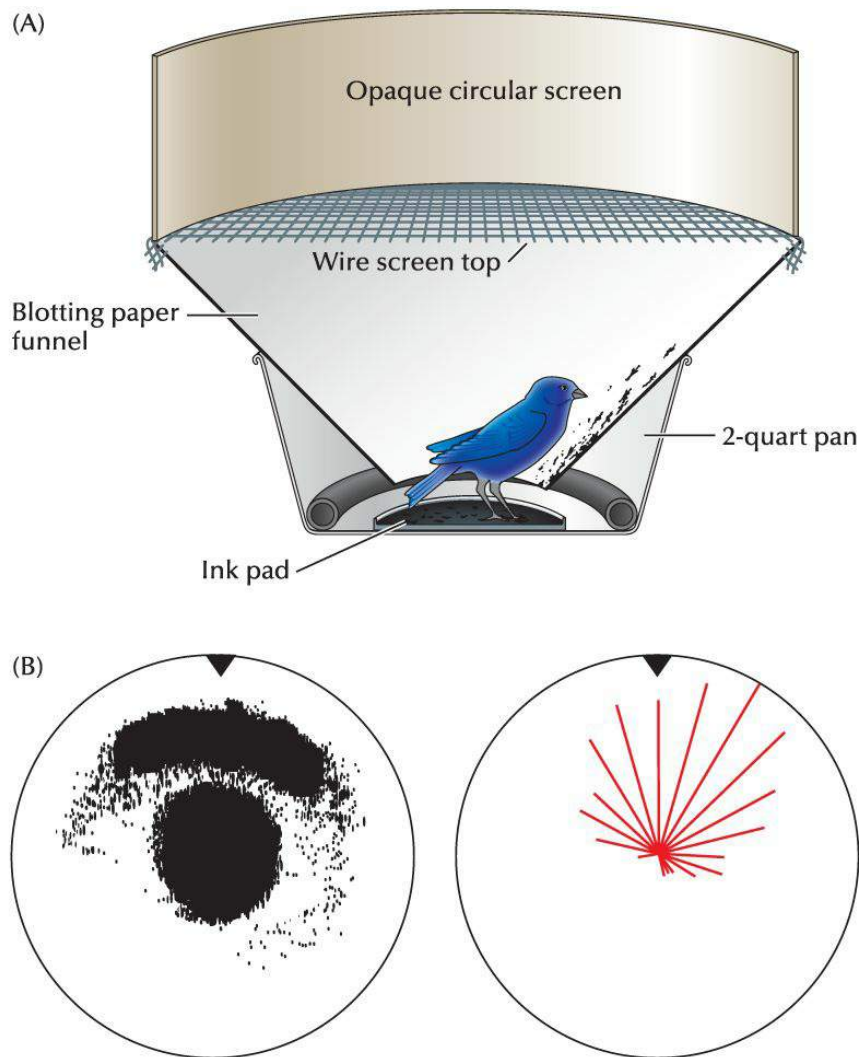 (A)
Opaque circular screen
Wire screen top
Blotting paper
funnel
2-quart pan
Ink pad
(B)